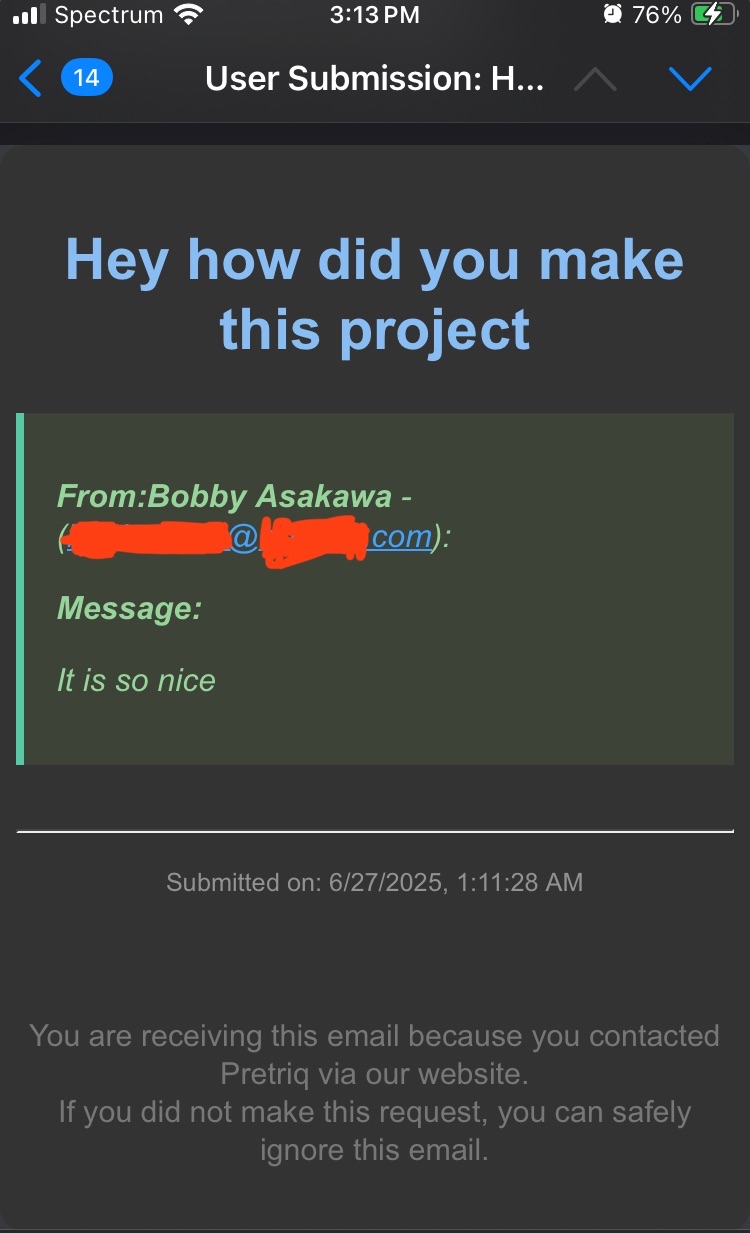 Spectrum 3:13 PM 76%
14 User Submission: H...
Hey how did you make
this project
From:Bobby Asakawa -
( @ com):
Message:
It is so nice
Submitted on: 6/27/2025, 1:11:28 AM
You are receiving this email because you contacted
Pretriq via our website.
If you did not make this request, you can safely
ignore this email.